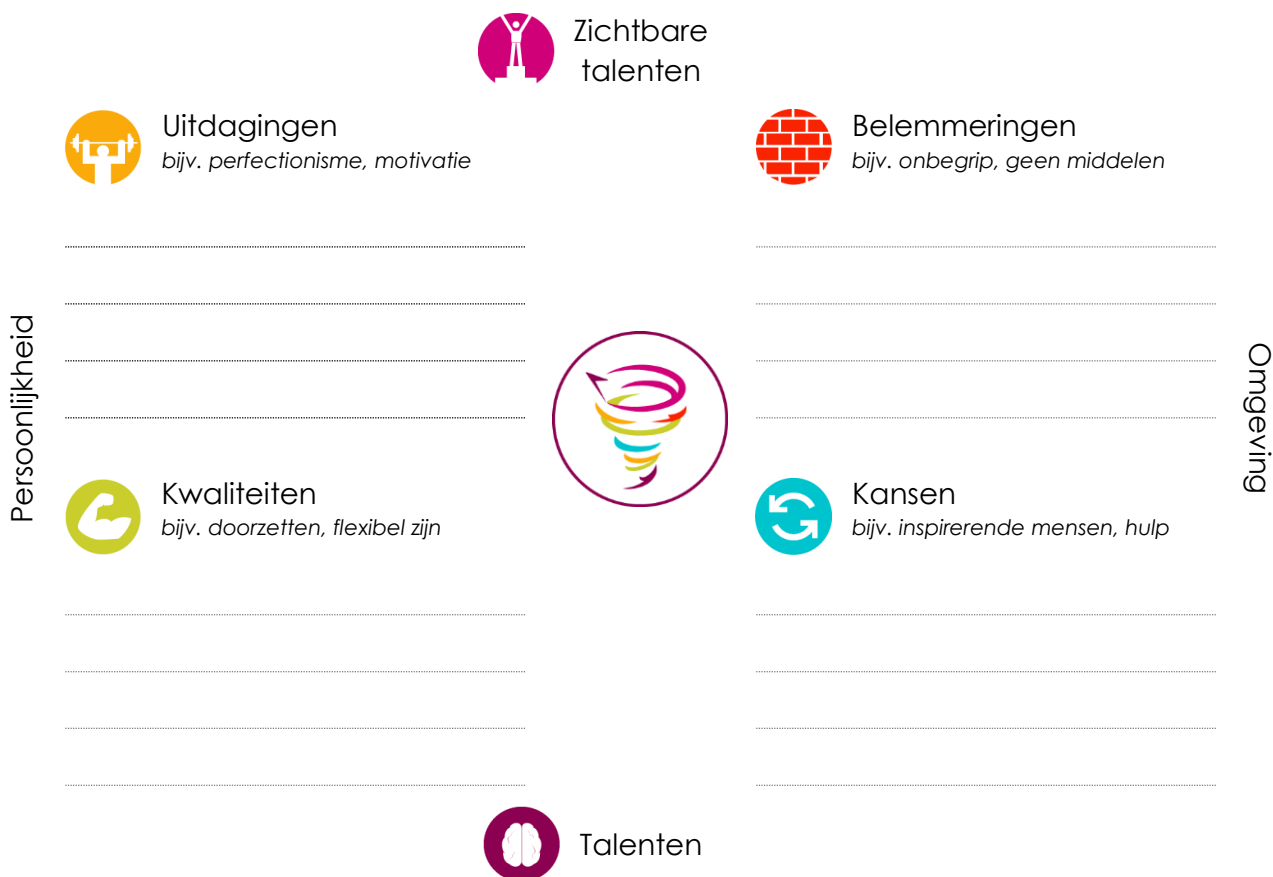 Zichtbare
talenten
Uitdagingen
bijv. perfectionisme, motivatie
Belemmeringen
bijv. onbegrip, geen middelen
Persoonlijkheid
Omgeving
Kwaliteiten
bijv. doorzetten, flexibel zijn
Kansen
bijv. inspirerende mensen, hulp
Talenten